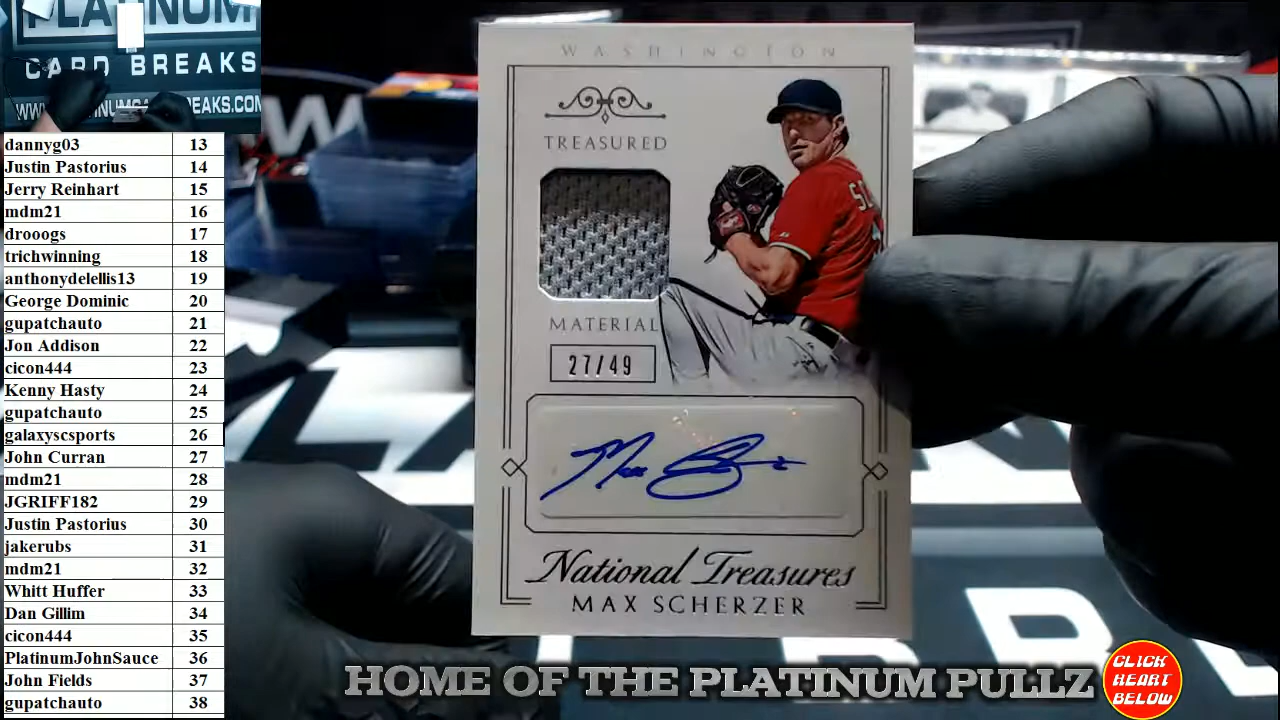 PLATINUM
CARD BREAKS
dannyg03 13
Justin Pastorius 14
Jerry Reinhart 15
mdm21 16
drooogs 17
trichwinning 18
anthonydelellis13 19
George Dominic 20
gupatchauto 21
Jon Addison 22
cicon444 23
Kenny Hasty 24
gupatchauto 25
galaxyscsports 26
John Curran 27
mdm21 28
JGRIFF182 29
Justin Pastorius 30
jakerubs 31
mdm21 32
Whitt Huffer 33
Dan Gillim 34
cicon444 35
PlatinumJohnSauce 36
John Fields 37
gupatchauto 38
WASHINGTON
TREASURED
MATERIAL
27/49
National Treasures
MAX SCHERZER
HOME OF THE PLATINUM PULLZ
CLICK
HEART
BELOW